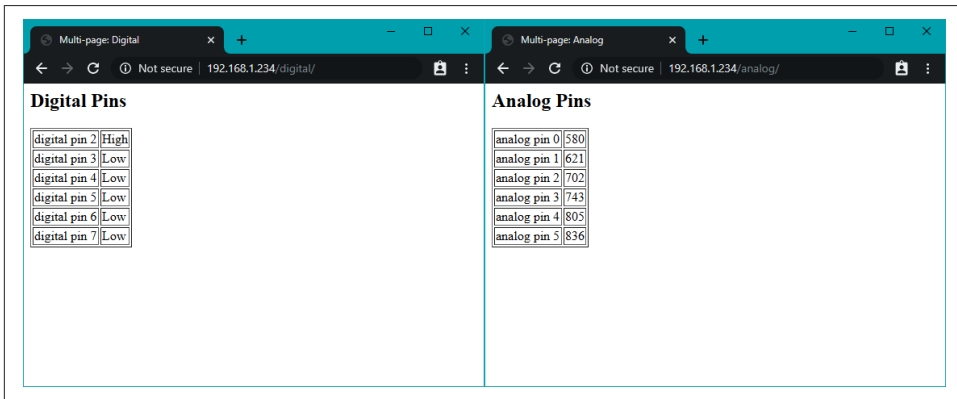 Multi-page: Digital
Not secure | 192.168.1.234/digital/
Digital Pins
digital pin 2 High
digital pin 3 Low
digital pin 4 Low
digital pin 5 Low
digital pin 6 Low
digital pin 7 Low
Multi-page: Analog
Not secure | 192.168.1.234/analog/
Analog Pins
analog pin 0 580
analog pin 1 621
analog pin 2 702
analog pin 3 743
analog pin 4 805
analog pin 5 836